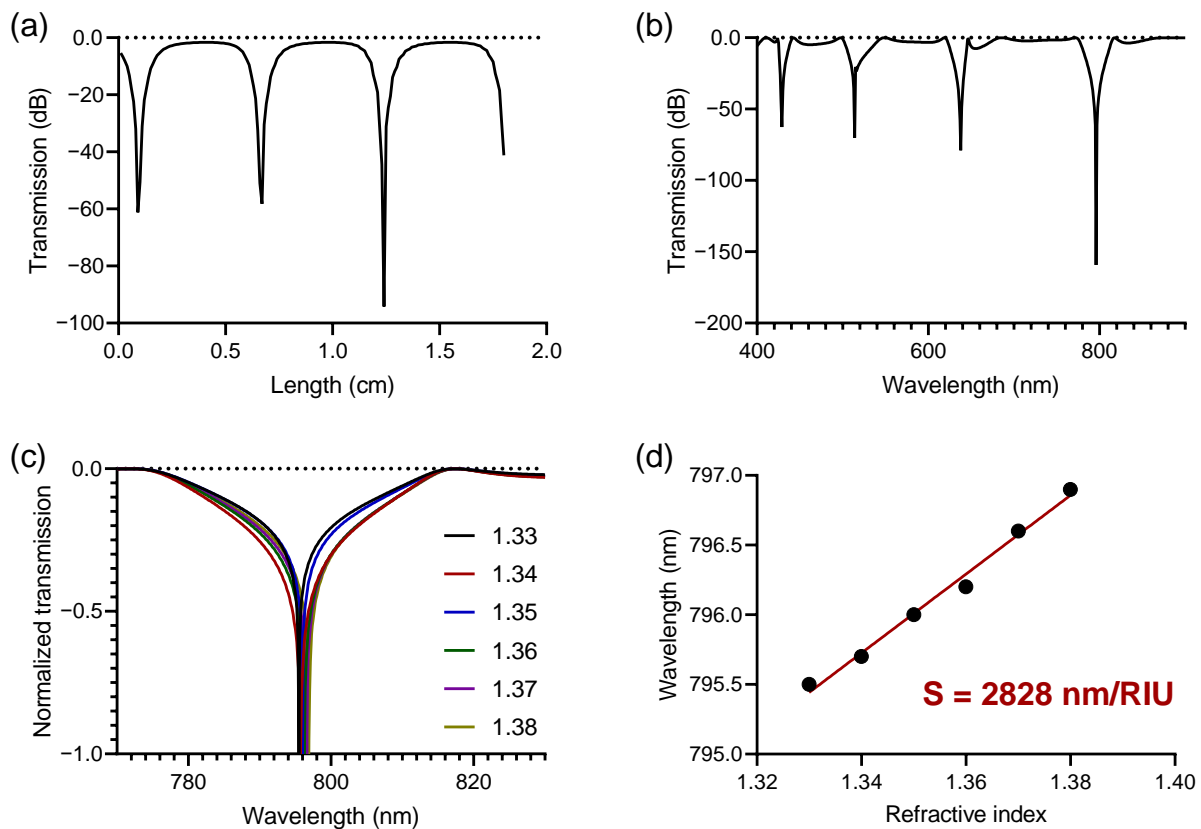 (a)
0.0
−20
−40
−60
−80
−100
Transmission (dB)
0.0 0.5 1.0 1.5 2.0
Length (cm)
(b)
0.0
−50
−100
−150
−200
Transmission (dB)
400 600 800
Wavelength (nm)
(c)
0.0
−0.5
−1.0
Normalized transmission
780 800 820
Wavelength (nm)
1.33
1.34
1.35
1.36
1.37
1.38
(d)
797.0
796.5
796.0
795.5
795.0
Wavelength (nm)
1.32 1.34 1.36 1.38 1.40
Refractive index
S = 2828 nm/RIU